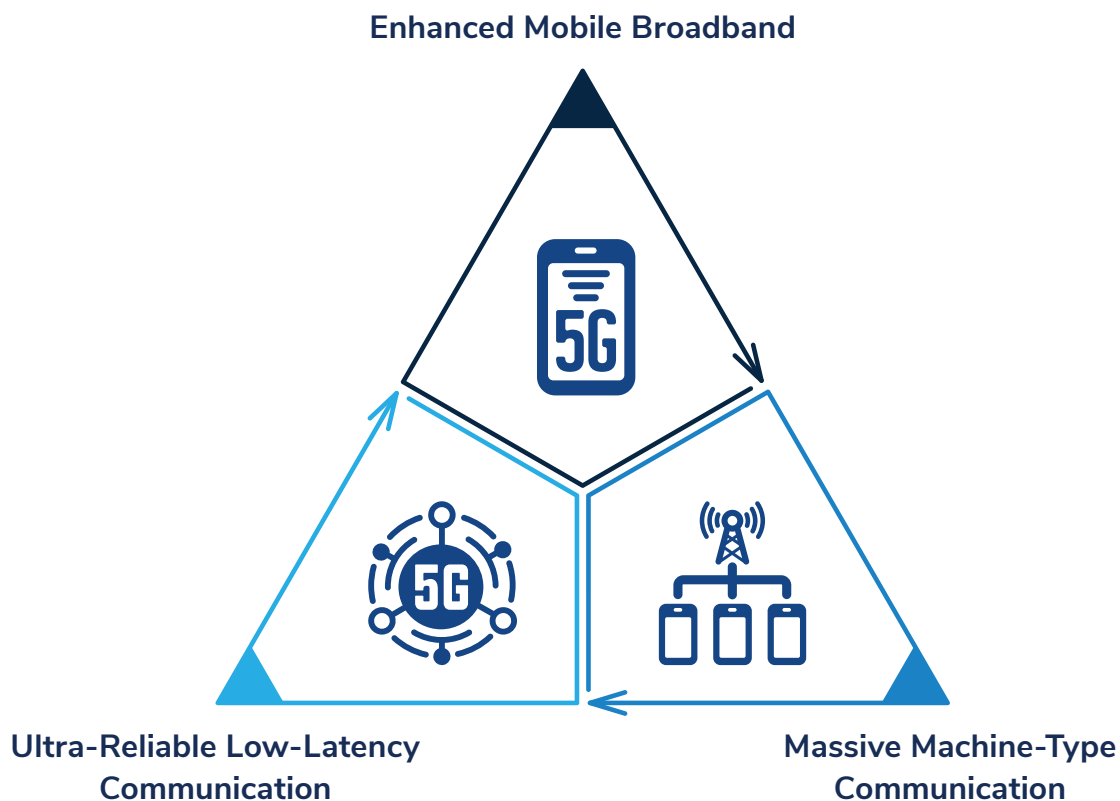 Enhanced Mobile Broadband
5G
5G
Ultra-Reliable Low-Latency
Communication
Massive Machine-Type
Communication